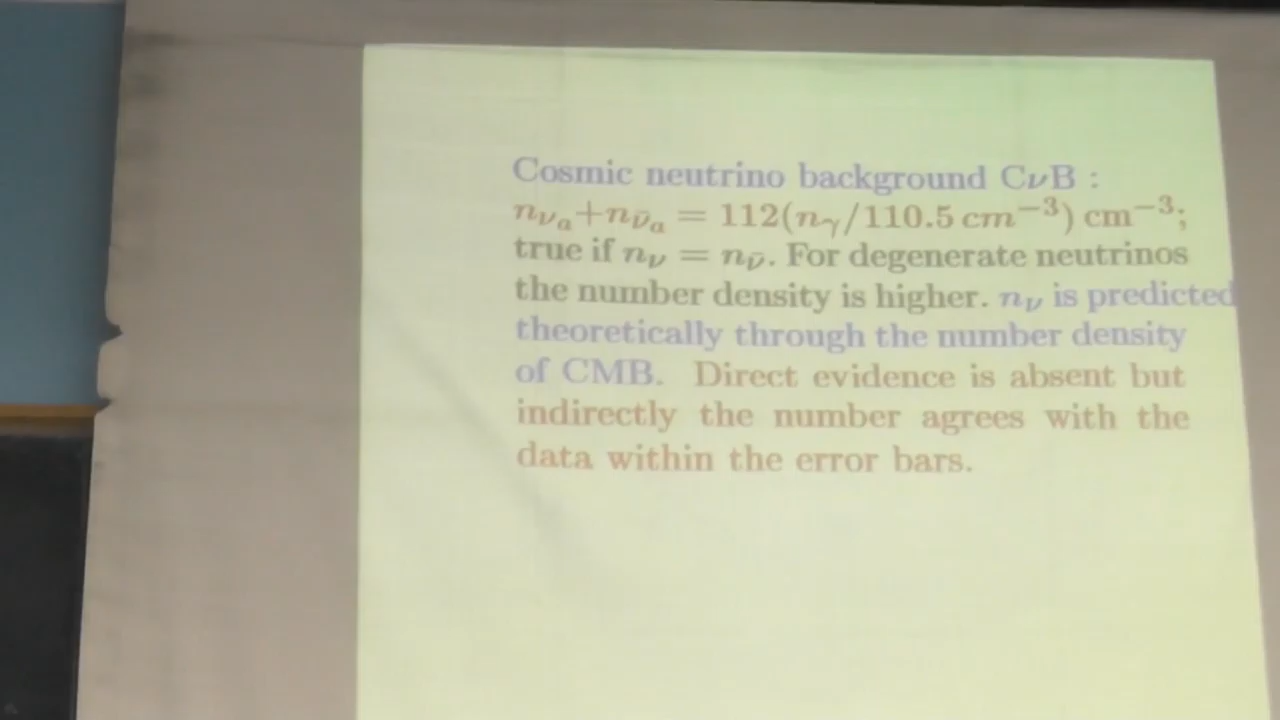 Cosmic neutrino background CνB :
n_{ν_a}+n_{ν̄_a} = 112(n_γ/110.5 cm^{−3}) cm^{−3};
true if n_ν = n_ν̄. For degenerate neutrinos
the number density is higher. n_ν is predicted
theoretically through the number density
of CMB. Direct evidence is absent but
indirectly the number agrees with the
data within the error bars.